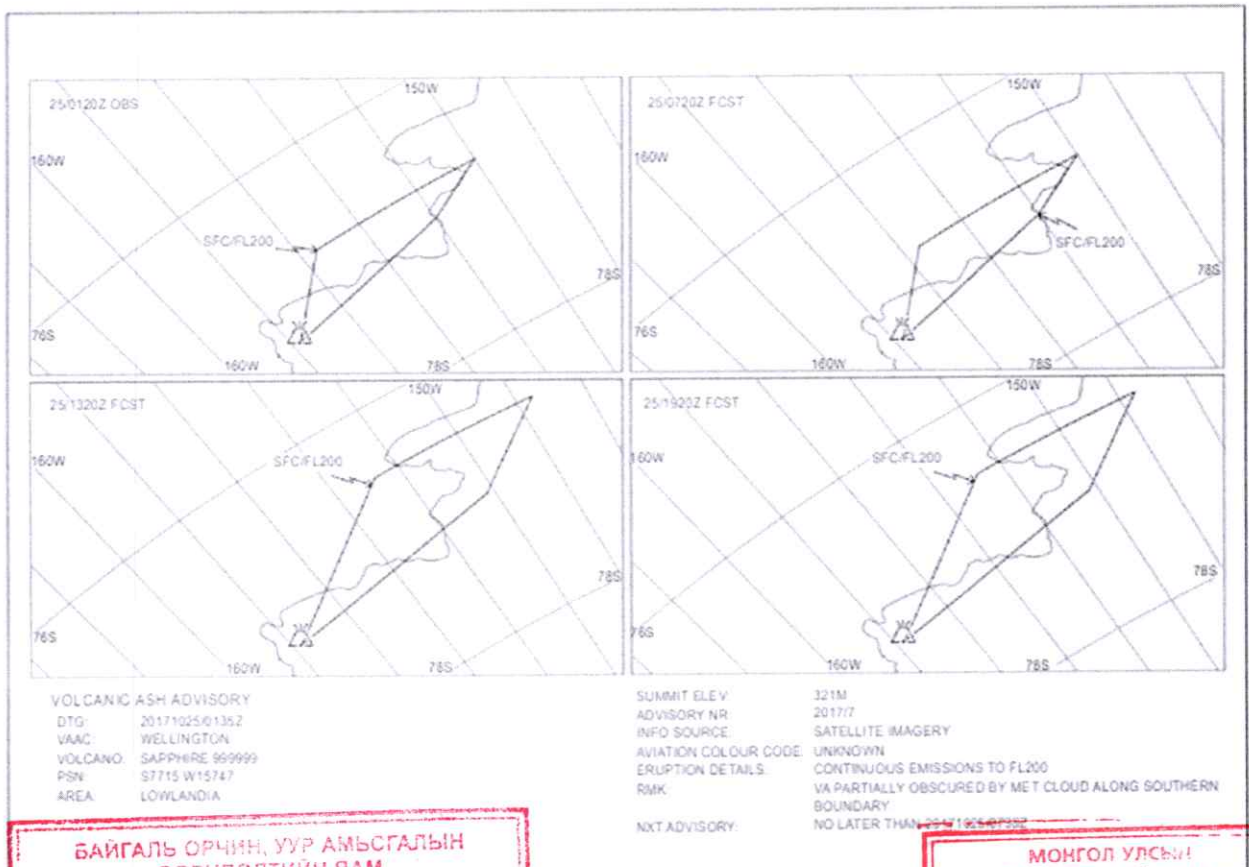 25/0120Z OBS
150W
160W
SFC/FL200
78S
76S
160W
78S
25/0720Z FCST
150W
160W
SFC/FL200
78S
76S
160W
78S
25/1320Z FCST
150W
160W
SFC/FL200
78S
76S
160W
78S
25/1920Z FCST
150W
160W
SFC/FL200
78S
76S
160W
78S
VOLCANIC ASH ADVISORY
DTG: 20171025/0135Z
VAAC: WELLINGTON
VOLCANO: SAPPHIRE 999999
PSN: S7715 W15747
AREA: LOWLANDIA
SUMMIT ELEV: 321M
ADVISORY NR: 2017/7
INFO SOURCE: SATELLITE IMAGERY
AVIATION COLOUR CODE: UNKNOWN
ERUPTION DETAILS: CONTINUOUS EMISSIONS TO FL200
RMK: VA PARTIALLY OBSCURED BY MET CLOUD ALONG SOUTHERN
BOUNDARY
NXT ADVISORY: NO LATER THAN 20171025/0735Z
БАЙГАЛЬ ОРЧИН, УУР АМЬСГАЛЫН
МОНГОЛ УЛСЫН